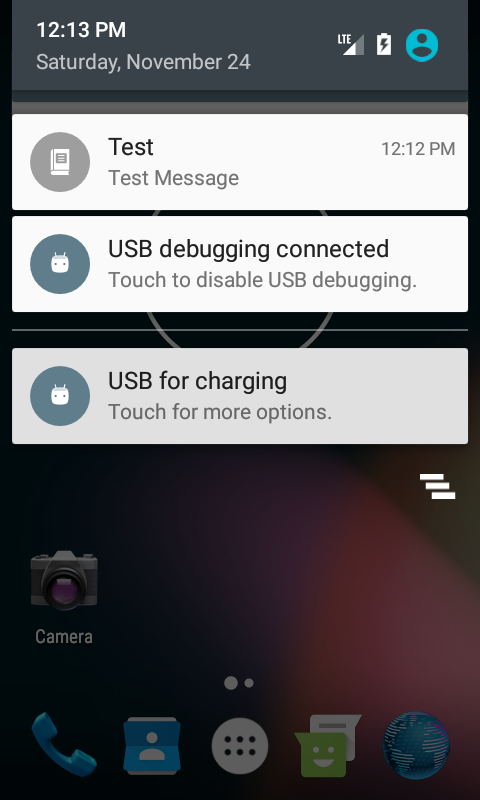 12:13 PM
Saturday, November 24
LTE
Test
12:12 PM
Test Message
USB debugging connected
Touch to disable USB debugging.
USB for charging
Touch for more options.
Camera